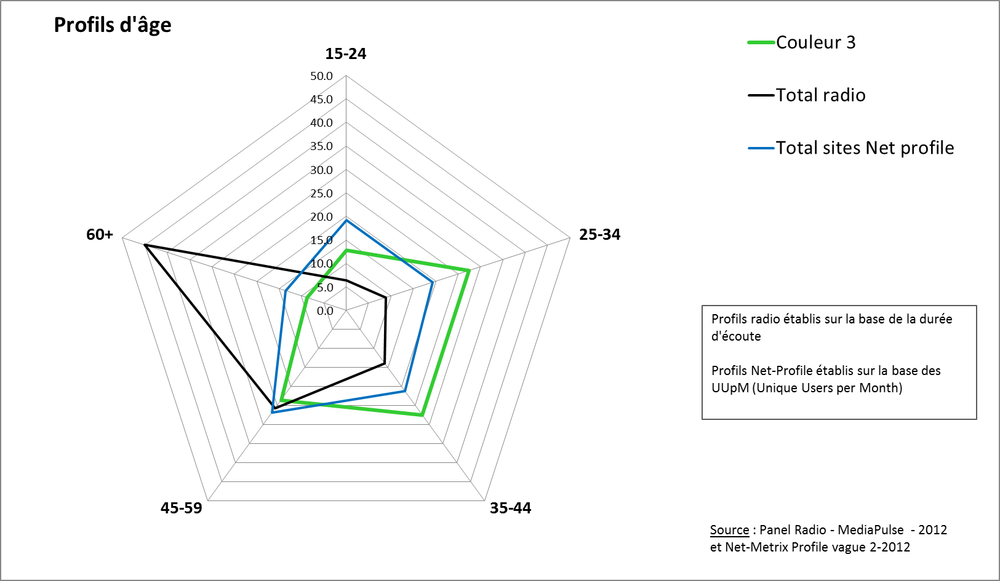 Profils d'âge
Couleur 3
Total radio
Total sites Net profile
15-24
50.0
45.0
40.0
35.0
30.0
25.0
20.0
15.0
10.0
5.0
0.0
60+
25-34
45-59
35-44
Profils radio établis sur la base de la durée
d'écoute
Profils Net-Profile établis sur la base des
UUpM (Unique Users per Month)
Source : Panel Radio - MediaPulse - 2012
et Net-Metrix Profile vague 2-2012